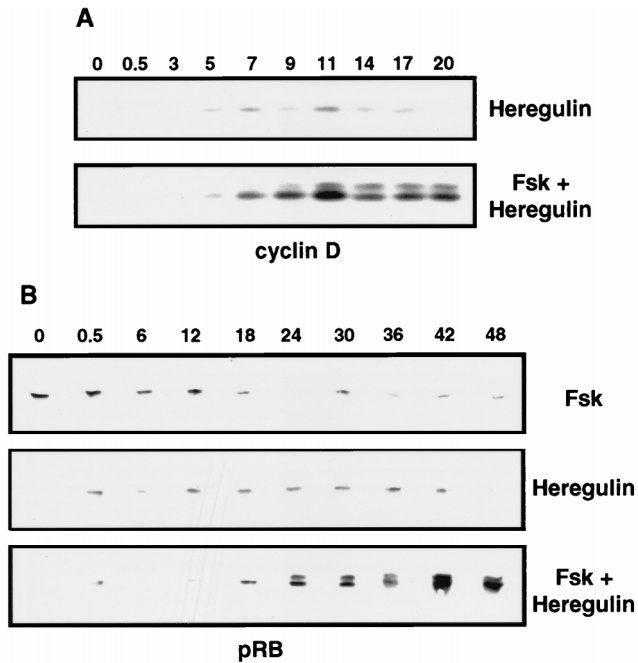 A
0 0.5 3 5 7 9 11 14 17 20
Heregulin
Fsk +
Heregulin
cyclin D
B
0 0.5 6 12 18 24 30 36 42 48
Fsk
Heregulin
Fsk +
Heregulin
pRB